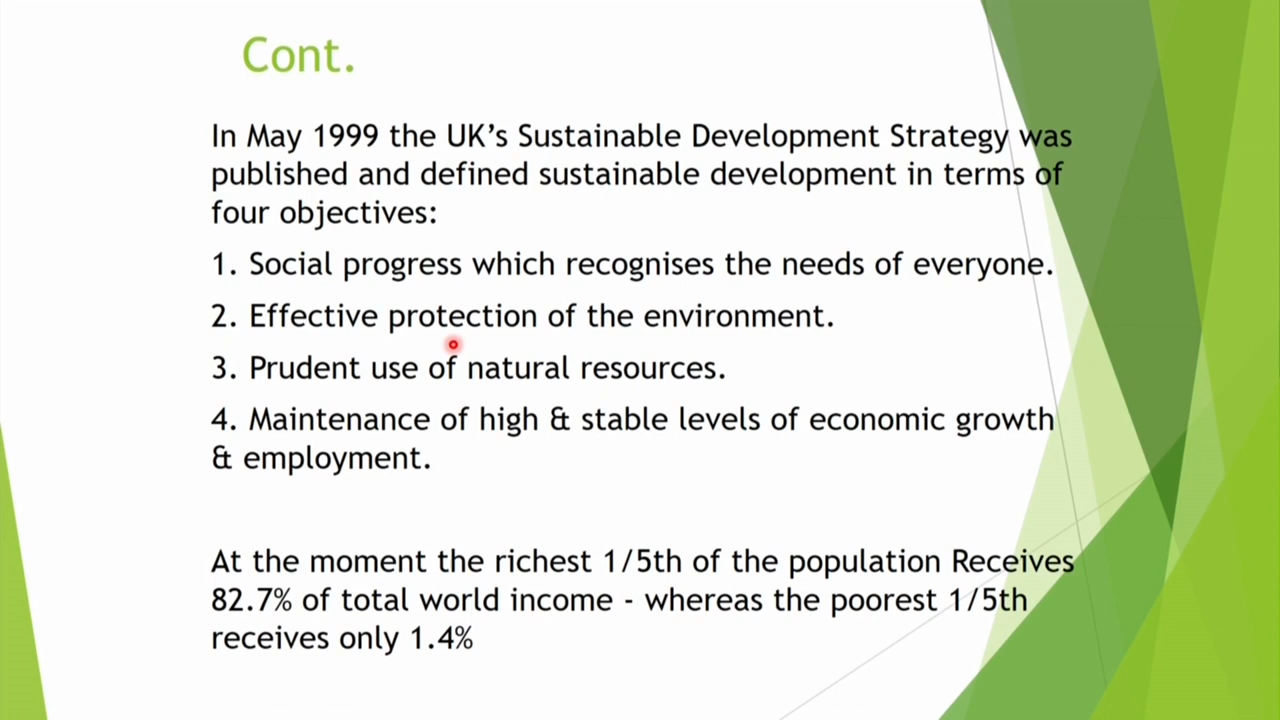 Cont.
In May 1999 the UK’s Sustainable Development Strategy was
published and defined sustainable development in terms of
four objectives:
1. Social progress which recognises the needs of everyone.
2. Effective protection of the environment.
3. Prudent use of natural resources.
4. Maintenance of high & stable levels of economic growth
& employment.
At the moment the richest 1/5th of the population Receives
82.7% of total world income - whereas the poorest 1/5th
receives only 1.4%